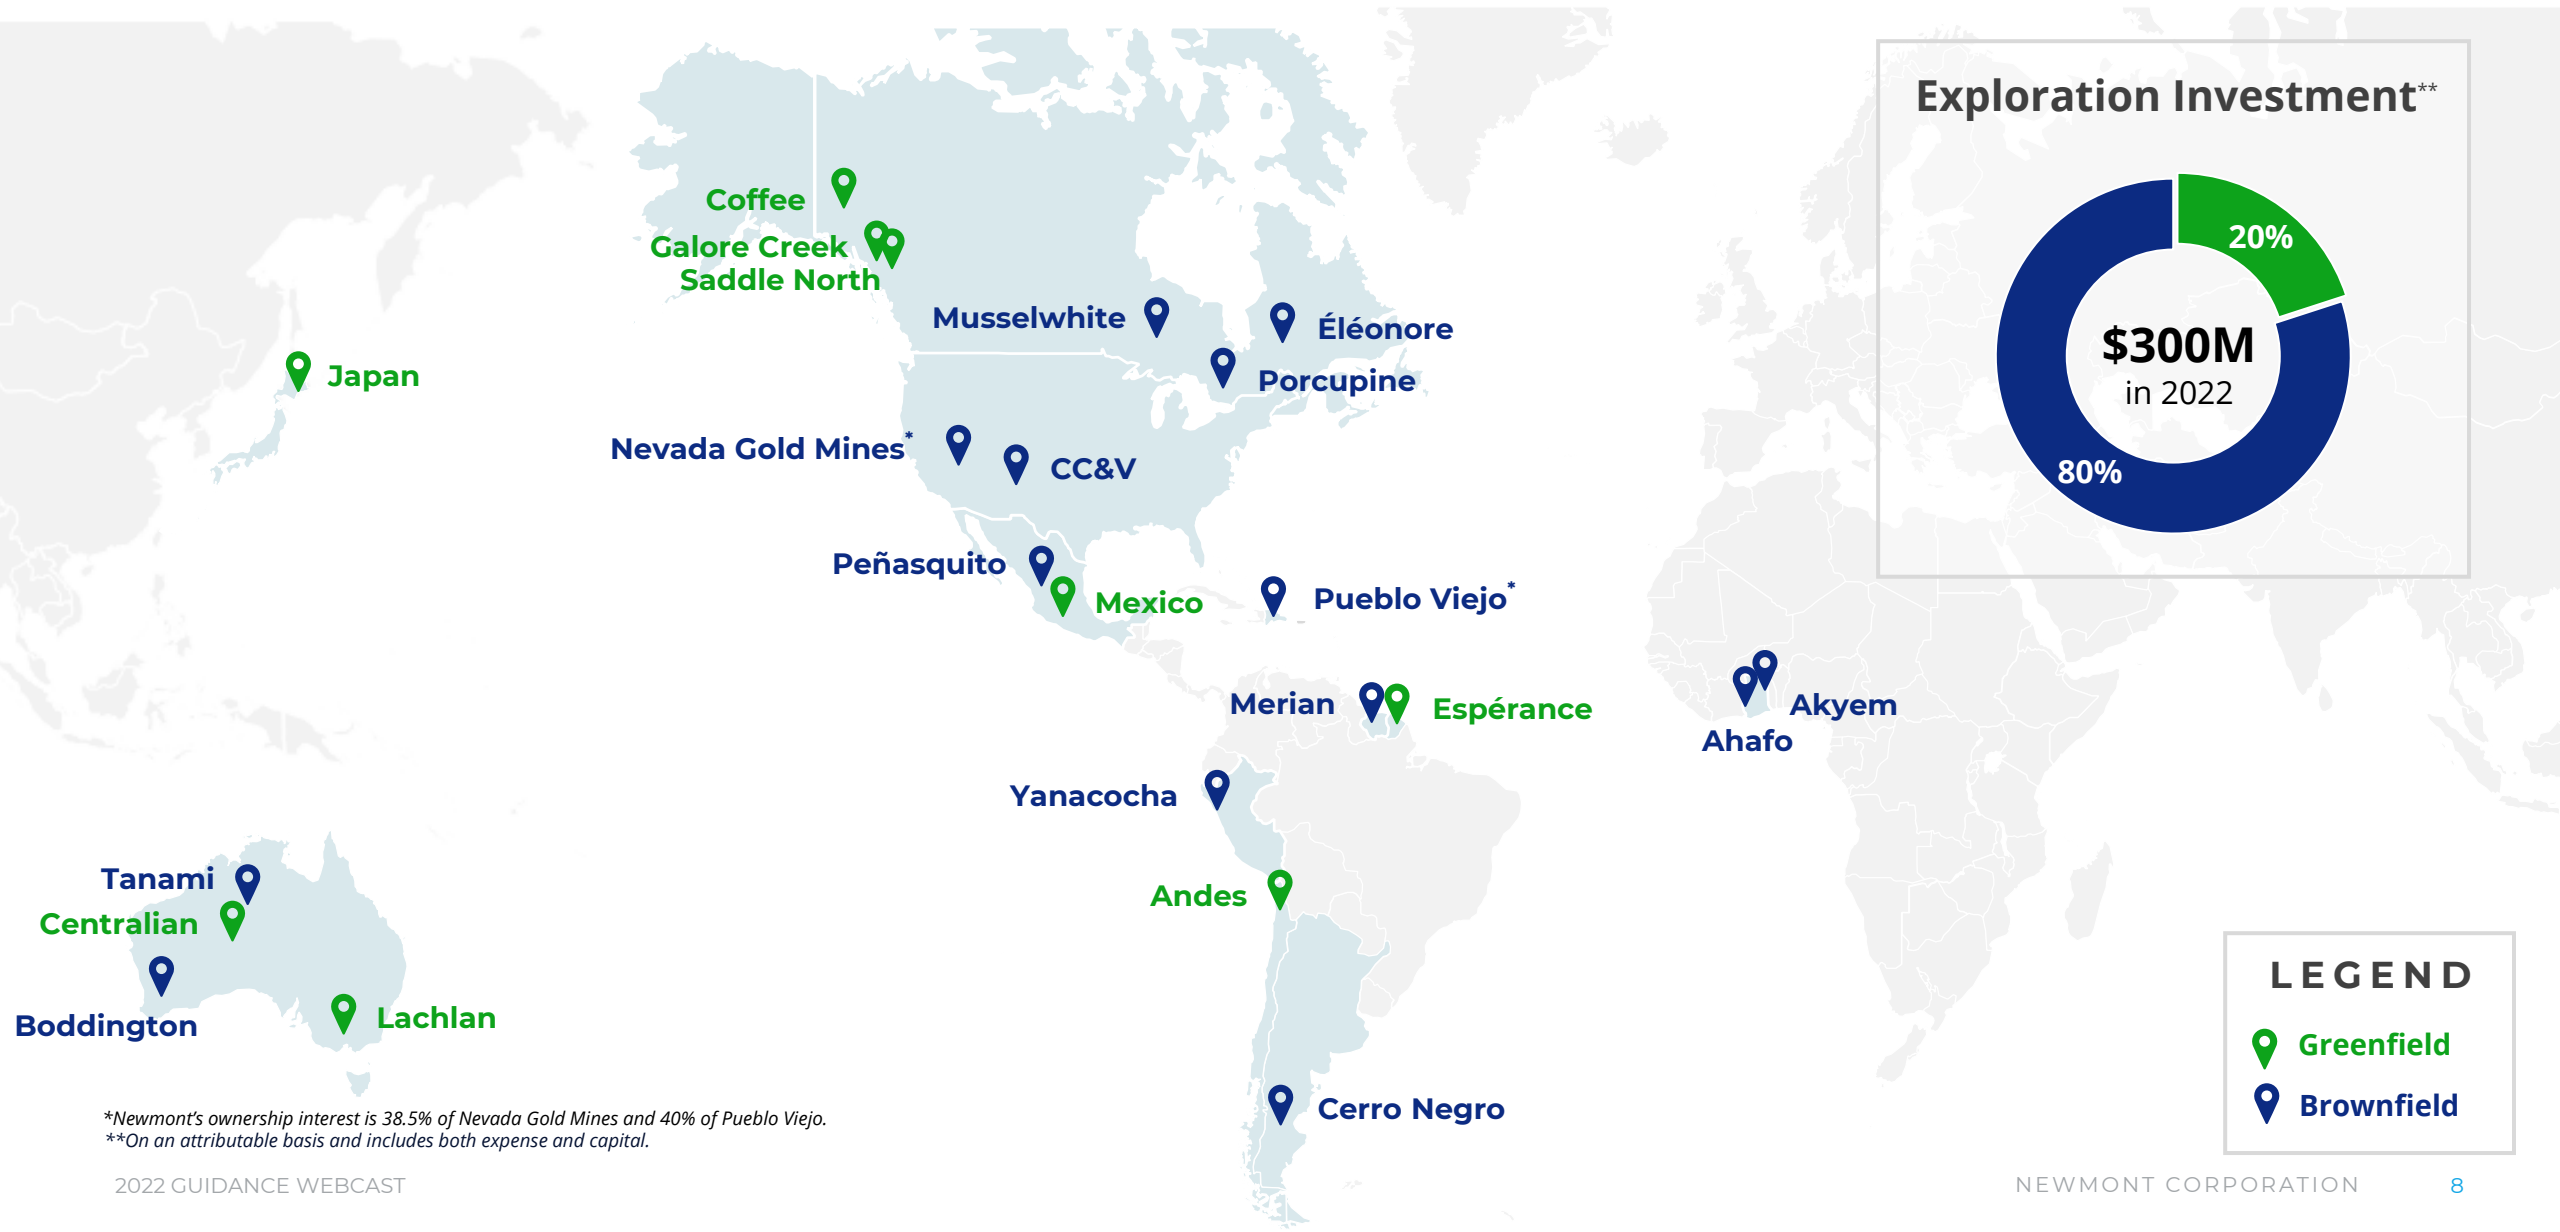 Exploration Investment**
20%
$300M
in 2022
80%
Coffee
Galore Creek
Saddle North
Musselwhite
Éléonore
Porcupine
Japan
Nevada Gold Mines*
CC&V
Peñasquito
Mexico
Pueblo Viejo*
Merian
Espérance
Akyem
Ahafo
Yanacocha
Andes
Tanami
Centralian
Boddington
Lachlan
Cerro Negro
LEGEND
Greenfield
Brownfield
*Newmont’s ownership interest is 38.5% of Nevada Gold Mines and 40% of Pueblo Viejo.
**On an attributable basis and includes both expense and capital.
2022 GUIDANCE WEBCAST
NEWMONT CORPORATION 8